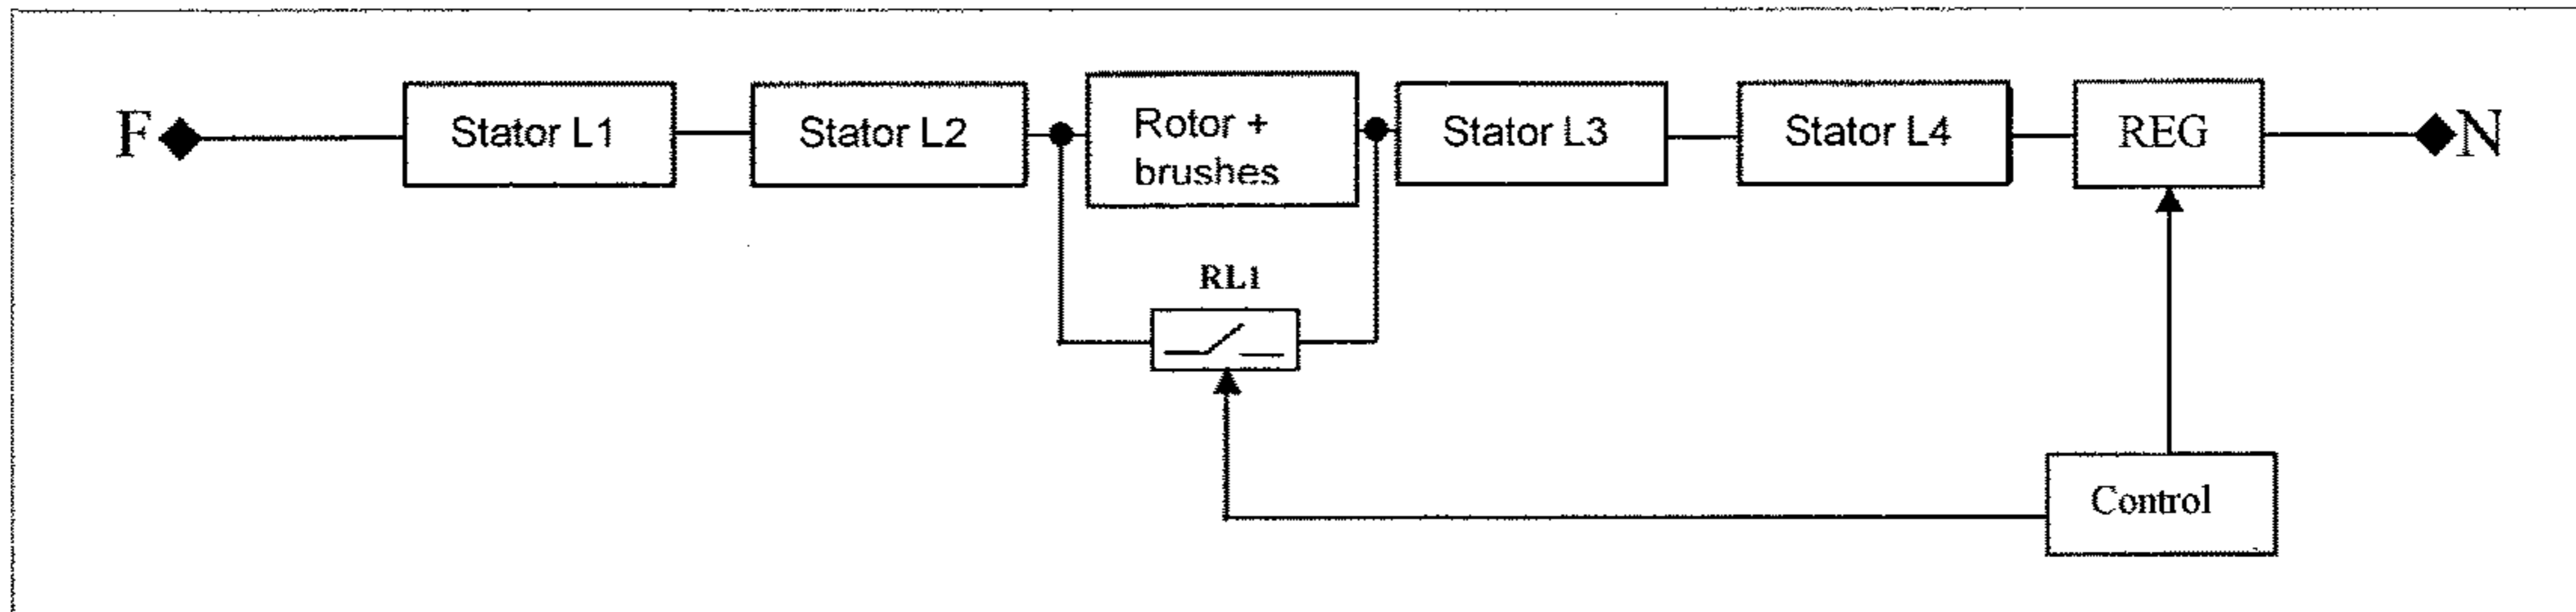 F
Stator L1
Stator L2
Rotor +
brushes
Stator L3
Stator L4
REG
N
RL1
Control